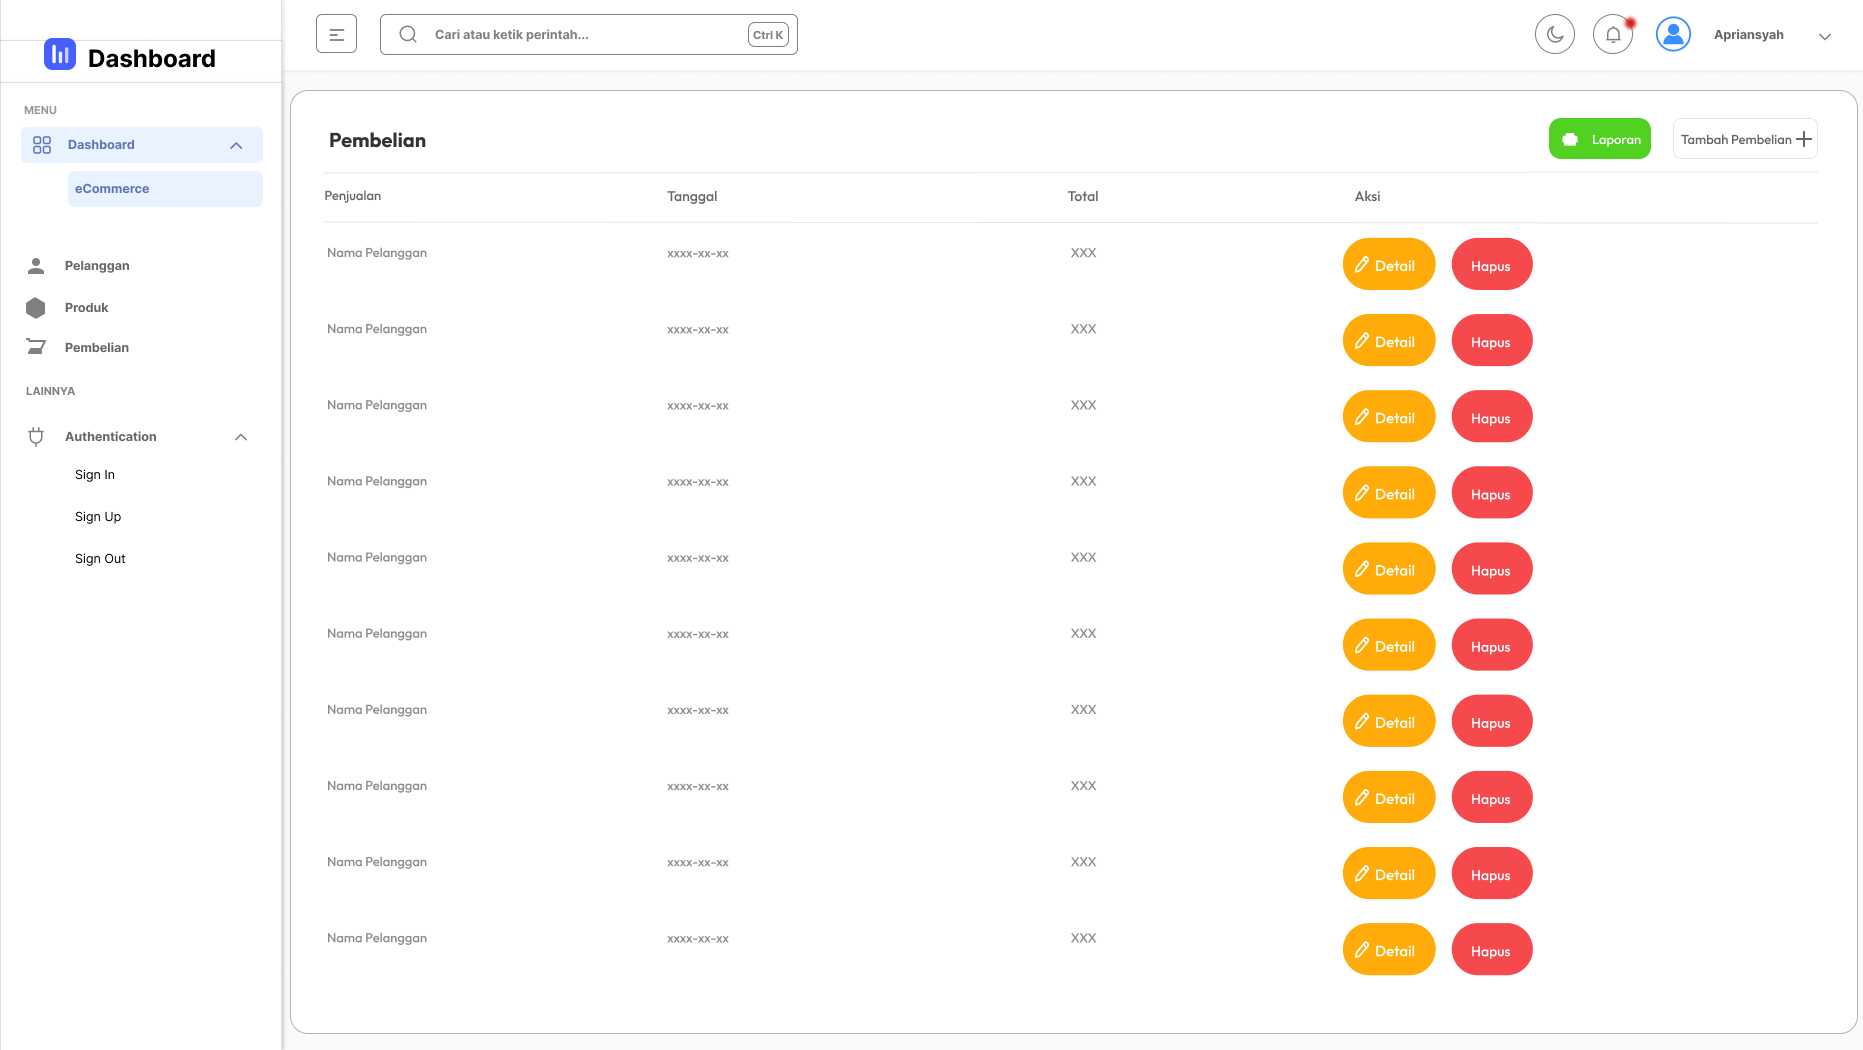 Dashboard
MENU
Dashboard
eCommerce
Pelanggan
Produk
Pembelian
LAINNYA
Authentication
Sign In
Sign Up
Sign Out
Cari atau ketik perintah...
Ctrl K
Apriansyah
Pembelian
Laporan
Tambah Pembelian
Penjualan Tanggal Total Aksi
Nama Pelanggan xxxx-xx-xx XXX Detail Hapus
Nama Pelanggan xxxx-xx-xx XXX Detail Hapus
Nama Pelanggan xxxx-xx-xx XXX Detail Hapus
Nama Pelanggan xxxx-xx-xx XXX Detail Hapus
Nama Pelanggan xxxx-xx-xx XXX Detail Hapus
Nama Pelanggan xxxx-xx-xx XXX Detail Hapus
Nama Pelanggan xxxx-xx-xx XXX Detail Hapus
Nama Pelanggan xxxx-xx-xx XXX Detail Hapus
Nama Pelanggan xxxx-xx-xx XXX Detail Hapus
Nama Pelanggan xxxx-xx-xx XXX Detail Hapus